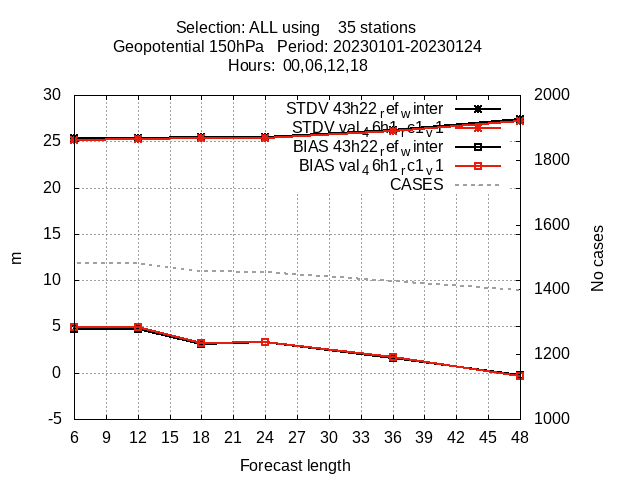 Selection: ALL using    35 stations
Geopotential 150hPa   Period: 20230101-20230124
Hours:  00,06,12,18
30
25
20
15
10
5
0
-5
m
STDV 43h22_ref_winter
STDV val_46h1_rc1_v1
BIAS 43h22_ref_winter
BIAS val_46h1_rc1_v1
CASES
2000
1800
1600
1400
1200
1000
No cases
6 9 12 15 18 21 24 27 30 33 36 39 42 45 48
Forecast length